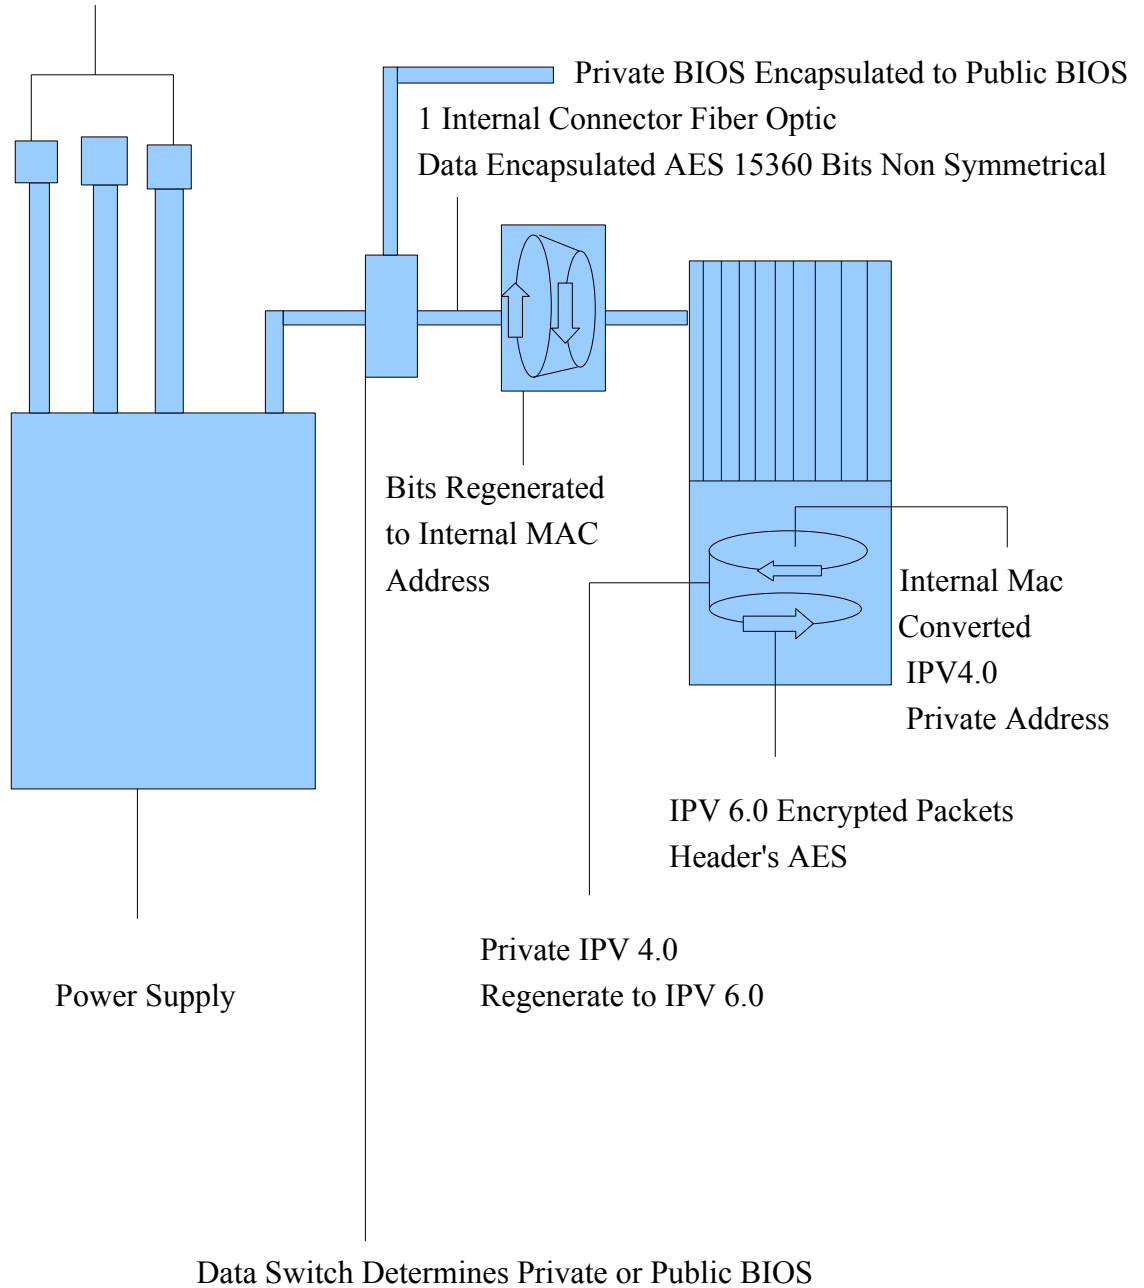 Private BIOS Encapsulated to Public BIOS
1 Internal Connector Fiber Optic
Data Encapsulated AES 15360 Bits Non Symmetrical
Bits Regenerated
to Internal MAC
Address
Internal Mac
Converted
IPV4.0
Private Address
IPV 6.0 Encrypted Packets
Header's AES
Private IPV 4.0
Regenerate to IPV 6.0
Power Supply
Data Switch Determines Private or Public BIOS